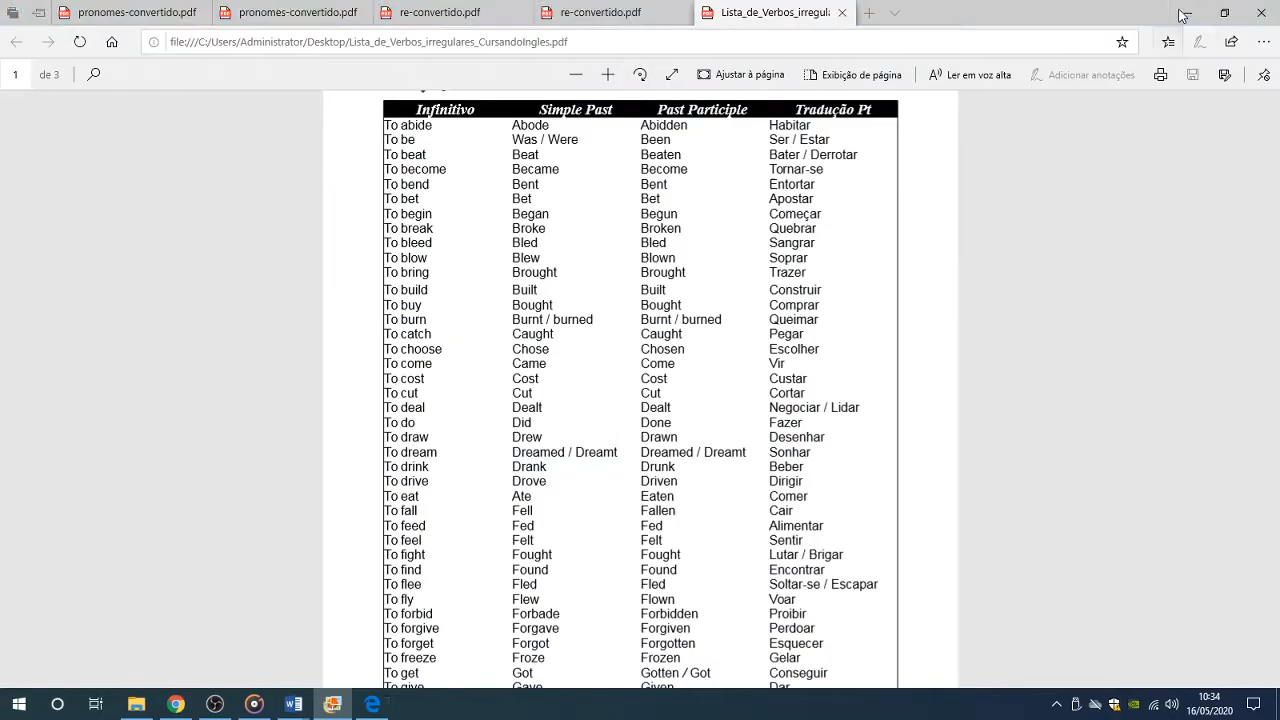 pronomes-convertido.pdf
pronomes-convertido.pdf
re-convertido.pdf
re-convertido.pdf
Lista_de_Verbos_irregula
file:///C:/Users/Administrator/Desktop/Lista_de_Verbos_irregulares_CursandoIngles.pdf
1 de 3 Ajustar à página Exibição de página Ler em voz alta Adicionar anotações
Infinitivo Simple Past Past Participle Tradução Pt
To abide Abode Abidden Habitar
To be Was / Were Been Ser / Estar
To beat Beat Beaten Bater / Derrotar
To become Became Become Tornar-se
To bend Bent Bent Entortar
To bet Bet Bet Apostar
To begin Began Begun Começar
To break Broke Broken Quebrar
To bleed Bled Bled Sangrar
To blow Blew Blown Soprar
To bring Brought Brought Trazer
To build Built Built Construir
To buy Bought Bought Comprar
To burn Burnt / burned Burnt / burned Queimar
To catch Caught Caught Pegar
To choose Chose Chosen Escolher
To come Came Come Vir
To cost Cost Cost Custar
To cut Cut Cut Cortar
To deal Dealt Dealt Negociar / Lidar
To do Did Done Fazer
To draw Drew Drawn Desenhar
To dream Dreamed / Dreamt Dreamed / Dreamt Sonhar
To drink Drank Drunk Beber
To drive Drove Driven Dirigir
To eat Ate Eaten Comer
To fall Fell Fallen Cair
To feed Fed Fed Alimentar
To feel Felt Felt Sentir
To fight Fought Fought Lutar / Brigar
To find Found Found Encontrar
To flee Fled Fled Soltar-se / Escapar
To fly Flew Flown Voar
To forbid Forbade Forbidden Proibir
To forgive Forgave Forgiven Perdoar
To forget Forgot Forgotten Esquecer
To freeze Froze Frozen Gelar
To get Got Gotten / Got Conseguir
To give Gave Given Dar
10:34
16/05/2020